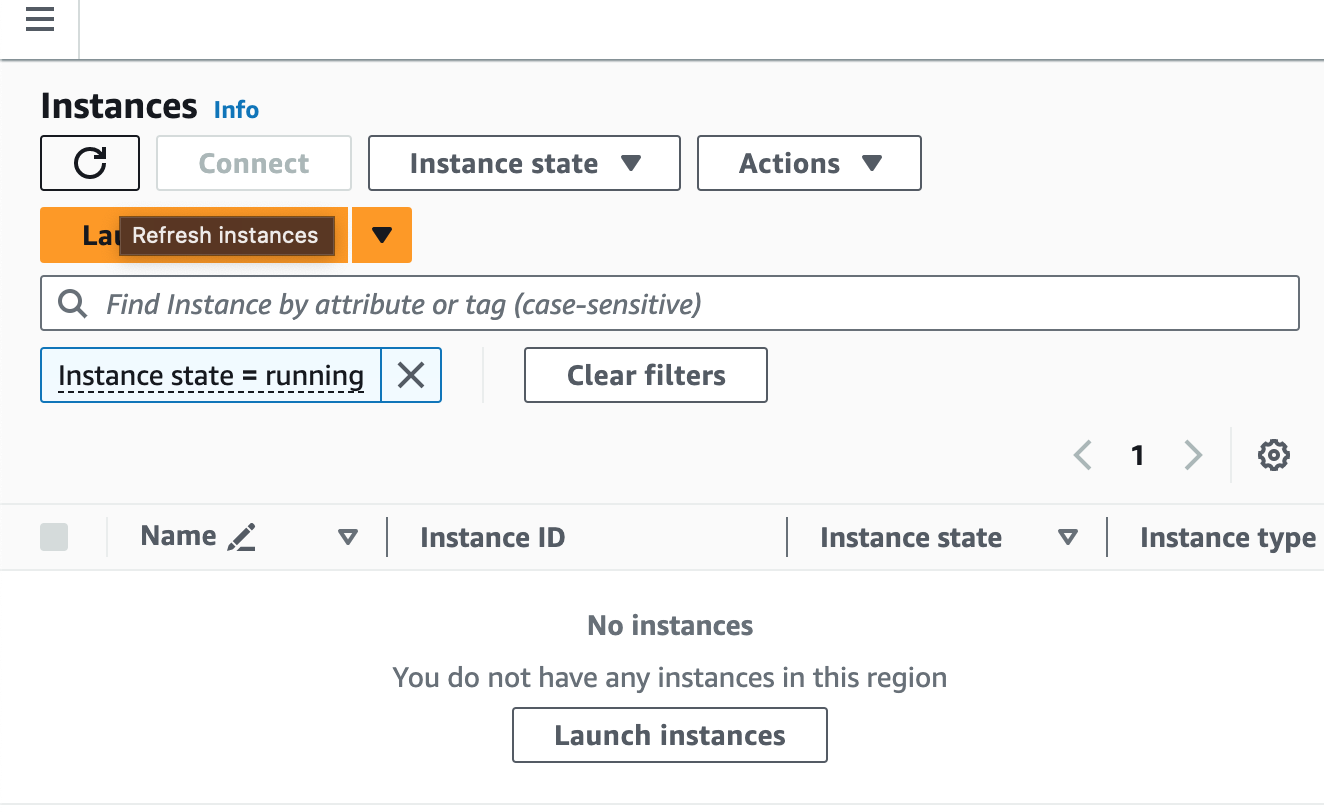 Instances Info
Connect Instance state Actions
Lau Refresh instances
Find Instance by attribute or tag (case-sensitive)
Instance state = running Clear filters
1
Name Instance ID Instance state Instance type
No instances
You do not have any instances in this region
Launch instances